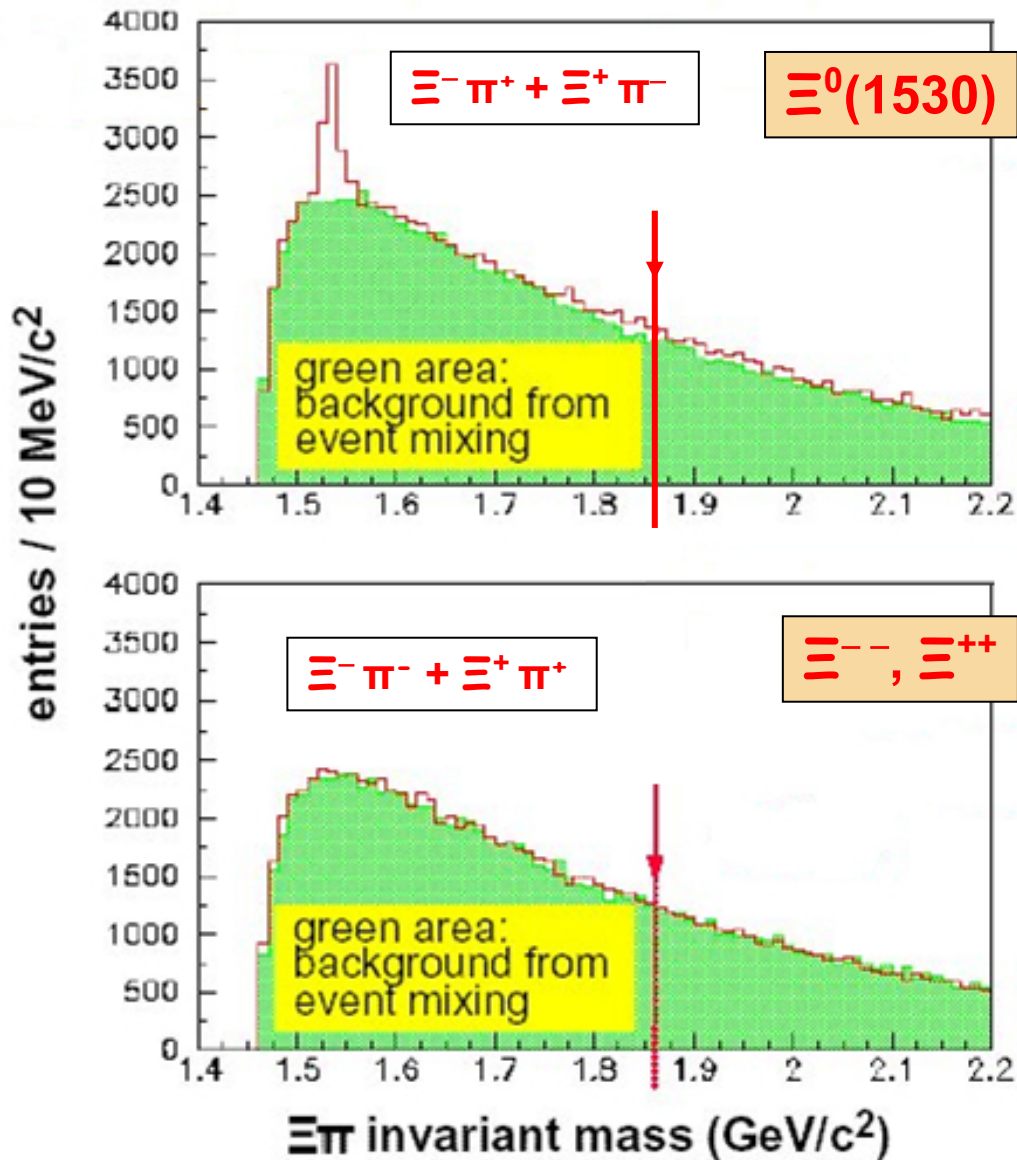 entries / 10 MeV/c²
4000
3500
3000
2500
2000
1500
1000
500
0
Ξ⁻ π⁺ + Ξ⁺ π⁻
Ξ⁰(1530)
green area:
background from
event mixing
1.4 1.5 1.6 1.7 1.8 1.9 2 2.1 2.2
4000
3500
3000
2500
2000
1500
1000
500
0
Ξ⁻ π⁻ + Ξ⁺ π⁺
Ξ⁻ ⁻, Ξ⁺⁺
green area:
background from
event mixing
1.4 1.5 1.6 1.7 1.8 1.9 2 2.1 2.2
Ξπ invariant mass (GeV/c²)